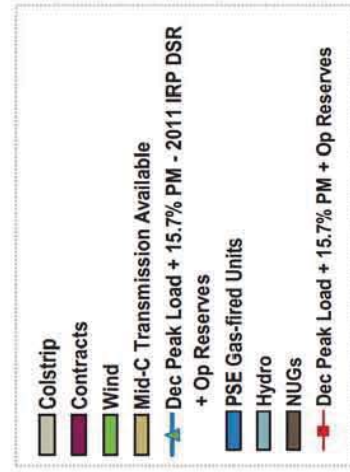 Colstrip
Contracts
Wind
Mid-C Transmission Available
Dec Peak Load + 15.7% PM - 2011 IRP DSR
+ Op Reserves
PSE Gas-fired Units
Hydro
NUGs
Dec Peak Load + 15.7% PM + Op Reserves